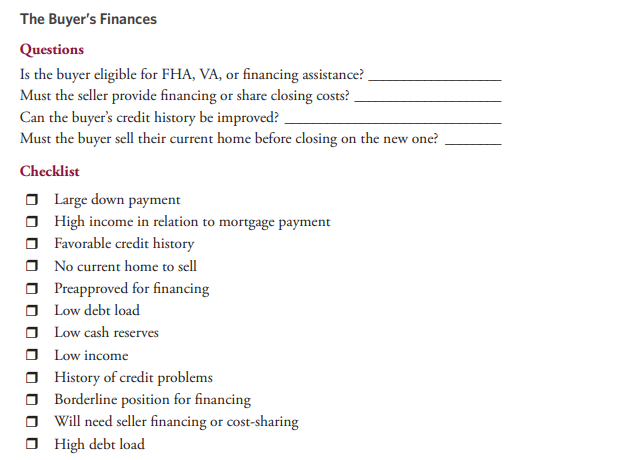 The Buyer's Finances
Questions
Is the buyer eligible for FHA, VA, or financing assistance? ____________________
Must the seller provide financing or share closing costs? ______________________
Can the buyer's credit history be improved? ________________________________
Must the buyer sell their current home before closing on the new one? ________
Checklist
❒ Large down payment
❒ High income in relation to mortgage payment
❒ Favorable credit history
❒ No current home to sell
❒ Preapproved for financing
❒ Low debt load
❒ Low cash reserves
❒ Low income
❒ History of credit problems
❒ Borderline position for financing
❒ Will need seller financing or cost-sharing
❒ High debt load